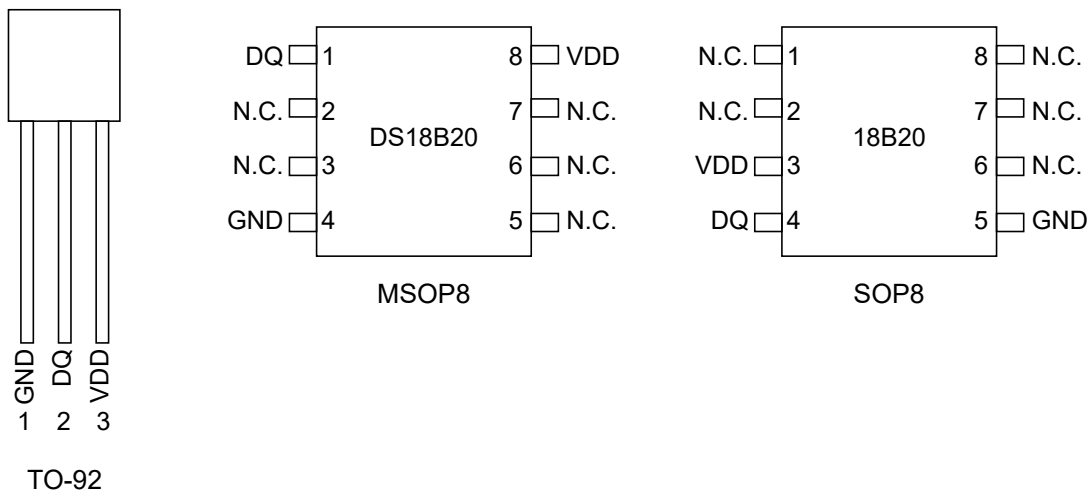 GND DQ VDD
1 2 3
TO-92
DQ 1 8 VDD
N.C. 2 7 N.C.
DS18B20
N.C. 3 6 N.C.
GND 4 5 N.C.
MSOP8
N.C. 1 8 N.C.
N.C. 2 7 N.C.
18B20
VDD 3 6 N.C.
DQ 4 5 GND
SOP8